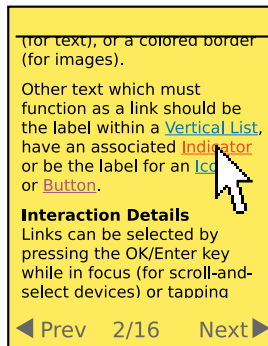 (for text), or a colored border
(for images).
Other text which must
function as a link should be
the label within a Vertical List,
have an associated Indicator
or be the label for an
or Button.
Interaction Details
Links can be selected by
pressing the OK/Enter key
while in focus (for scroll-and-
select devices) or tapping
Prev 2/16 Next